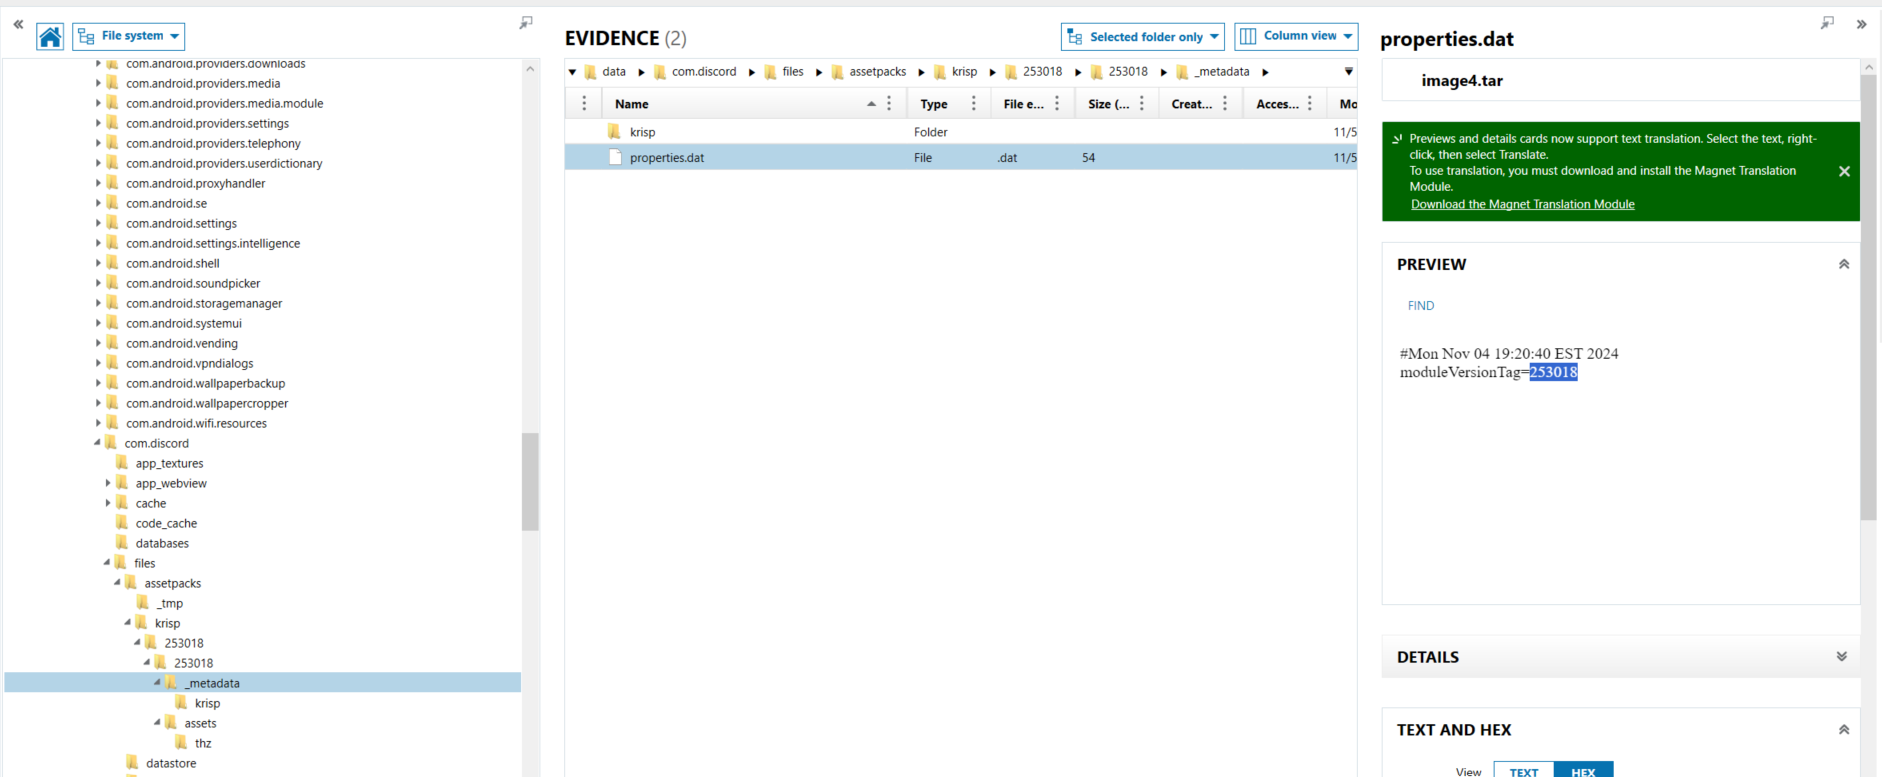 File system
com.android.providers.downloads
com.android.providers.media
com.android.providers.media.module
com.android.providers.settings
com.android.providers.telephony
com.android.providers.userdictionary
com.android.proxyhandler
com.android.se
com.android.settings
com.android.settings.intelligence
com.android.shell
com.android.soundpicker
com.android.storagemanager
com.android.systemui
com.android.vending
com.android.vpndialogs
com.android.wallpaperbackup
com.android.wallpapercropper
com.android.wifi.resources
com.discord
app_textures
app_webview
cache
code_cache
databases
files
assetpacks
_tmp
krisp
253018
253018
_metadata
krisp
assets
thz
datastore
EVIDENCE (2)
Selected folder only
Column view
data com.discord files assetpacks krisp 253018 253018 _metadata
Name Type File e... Size (... Creat... Acces... Mo
krisp Folder 11/5
properties.dat File .dat 54 11/5
properties.dat
image4.tar
Previews and details cards now support text translation. Select the text, right-
click, then select Translate.
To use translation, you must download and install the Magnet Translation
Module.
Download the Magnet Translation Module
PREVIEW
FIND
#Mon Nov 04 19:20:40 EST 2024
moduleVersionTag=253018
DETAILS
TEXT AND HEX
View TEXT HEX